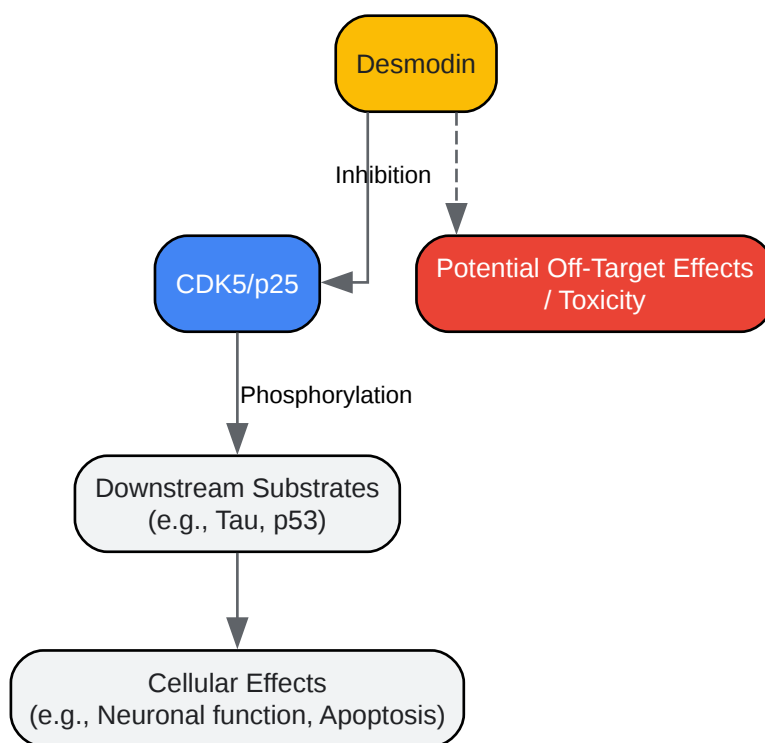 Desmodin
Inhibition
CDK5/p25
Potential Off-Target Effects
/ Toxicity
Phosphorylation
Downstream Substrates
(e.g., Tau, p53)
Cellular Effects
(e.g., Neuronal function, Apoptosis)